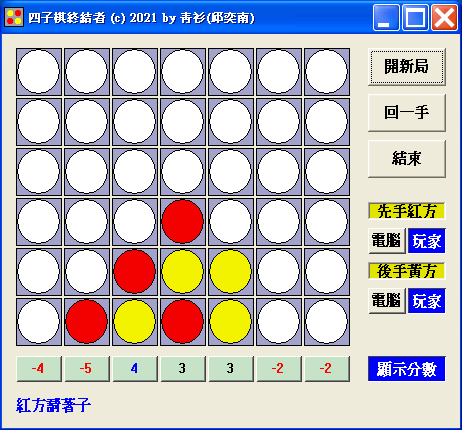 四子棋終結者 (c) 2021 by 青衫(邱奕南)
開新局
回一手
結束
先手紅方
電腦 玩家
後手黃方
電腦 玩家
-4 -5 4 3 3 -2 -2 顯示分數
紅方請著子